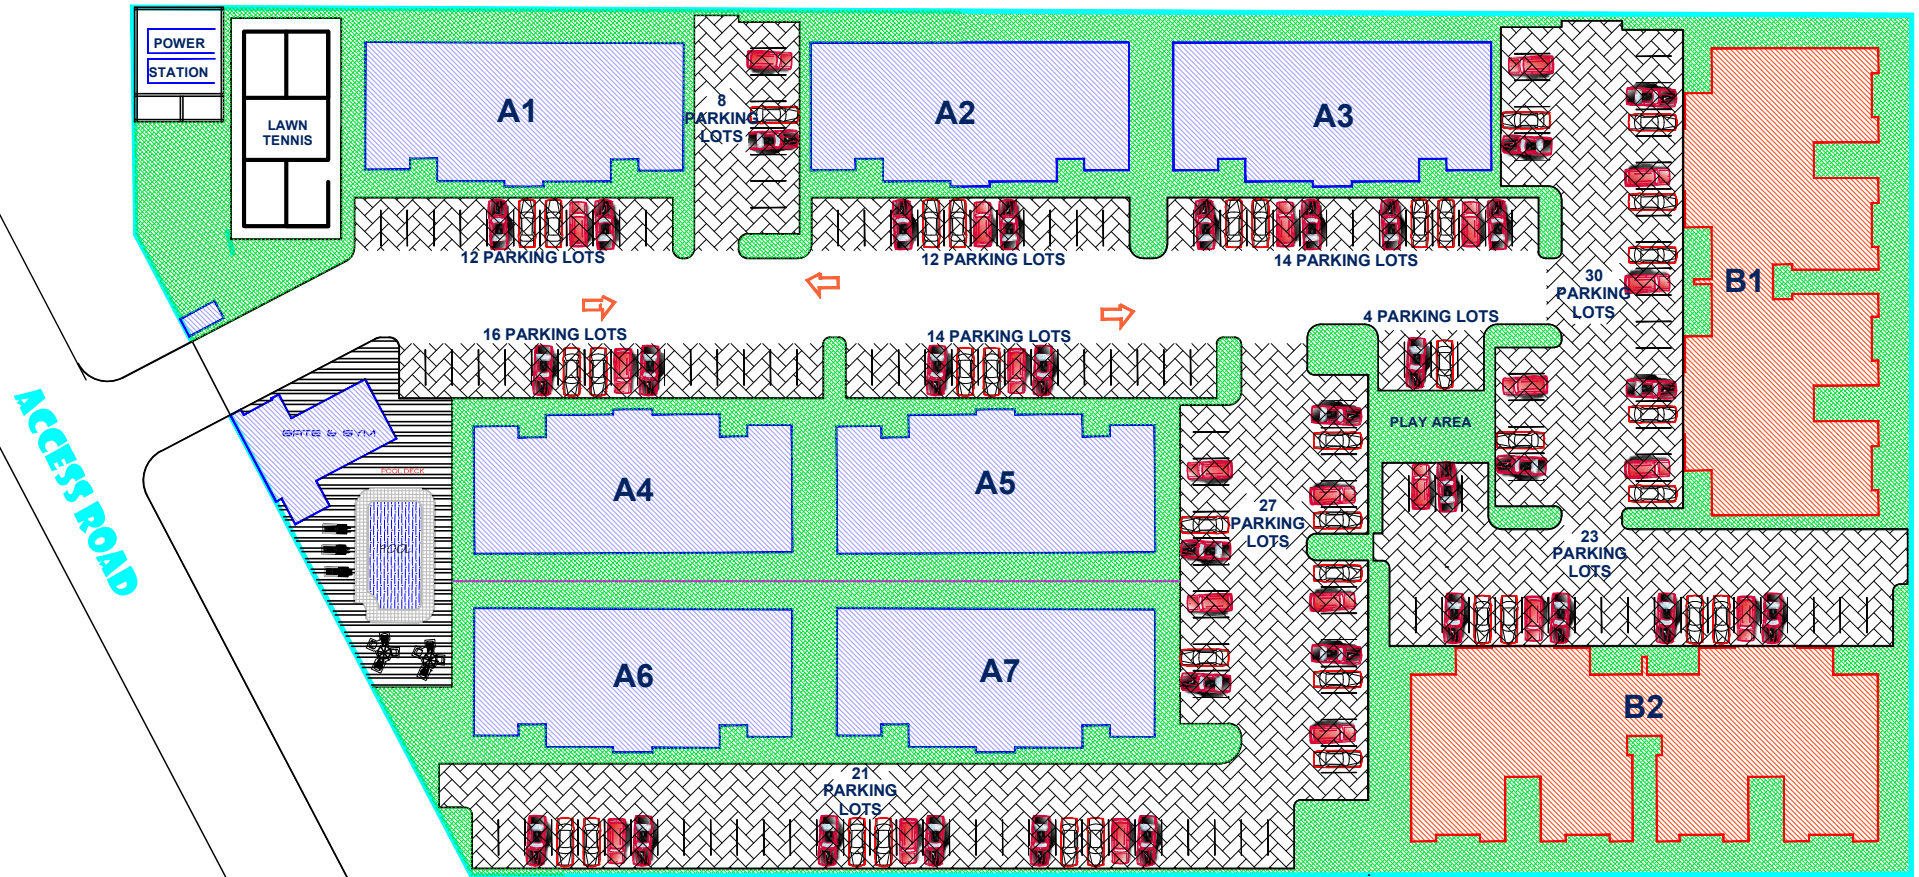 POWER
STATION
LAWN
TENNIS
A1
8
PARKING
LOTS
A2
A3
12 PARKING LOTS
12 PARKING LOTS
14 PARKING LOTS
30
PARKING
LOTS
B1
16 PARKING LOTS
14 PARKING LOTS
4 PARKING LOTS
ACCESS ROAD
GATE & GYM
POOL DECK
POOL
PLAY AREA
A4
A5
27
PARKING
LOTS
23
PARKING
LOTS
A6
A7
B2
21
PARKING
LOTS